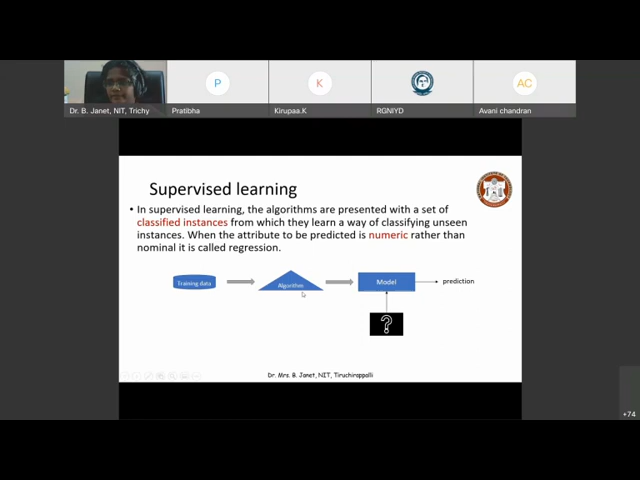 P
K
AC
Dr. B. Janet, NIT, Trichy
Pratibha
Kirupaa.K
RGNIYD
Avani chandran
Supervised learning
• In supervised learning, the algorithms are presented with a set of
classified instances from which they learn a way of classifying unseen
instances. When the attribute to be predicted is numeric rather than
nominal it is called regression.
Training data
Algorithm
Model
prediction
?
Dr. Mrs. B. Janet, NIT, Tiruchirappalli
+74